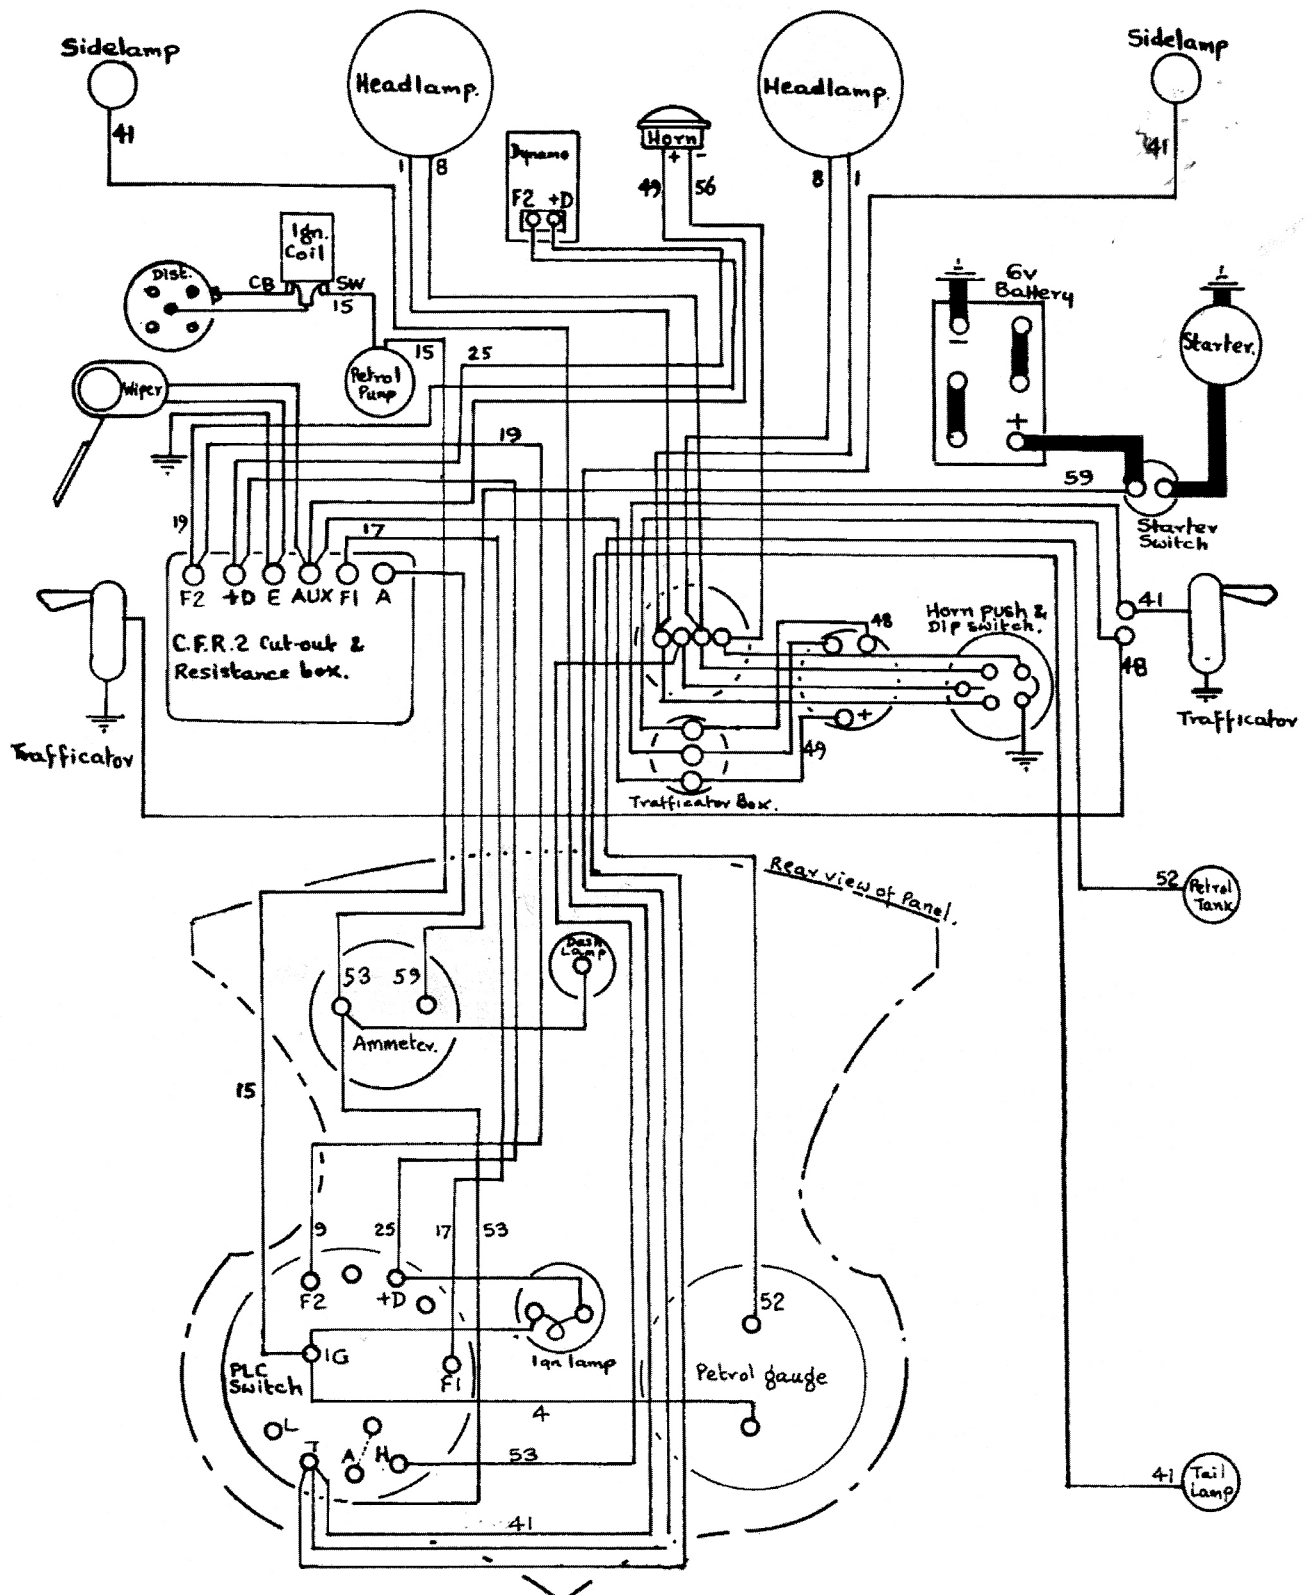 Sidelamp
Headlamp.
Headlamp.
Sidelamp
41
1
8
Dynamo
F2 +D
Horn
+ -
49
56
8
1
41
Ign.
Coil
Dist.
CB
SW
15
6v
Battery
-
+
Starter.
15
25
Petrol
Pump
Wiper
19
59
Starter
Switch
19
17
F2 +D E AUX F1 A
C.F.R.2 Cut-out &
Resistance box.
Trafficator
48
+
49
Horn push &
Dip switch.
41
48
Trafficator
Trafficator Box.
Rear view of Panel.
52
Petrol
Tank
Dash
Lamp
53
59
Ammeter.
15
9
25
17
53
F2
+D
52
IG
PLC
Switch
F1
Ign lamp
Petrol gauge
4
L
T
A
H
53
41
41
Tail
Lamp